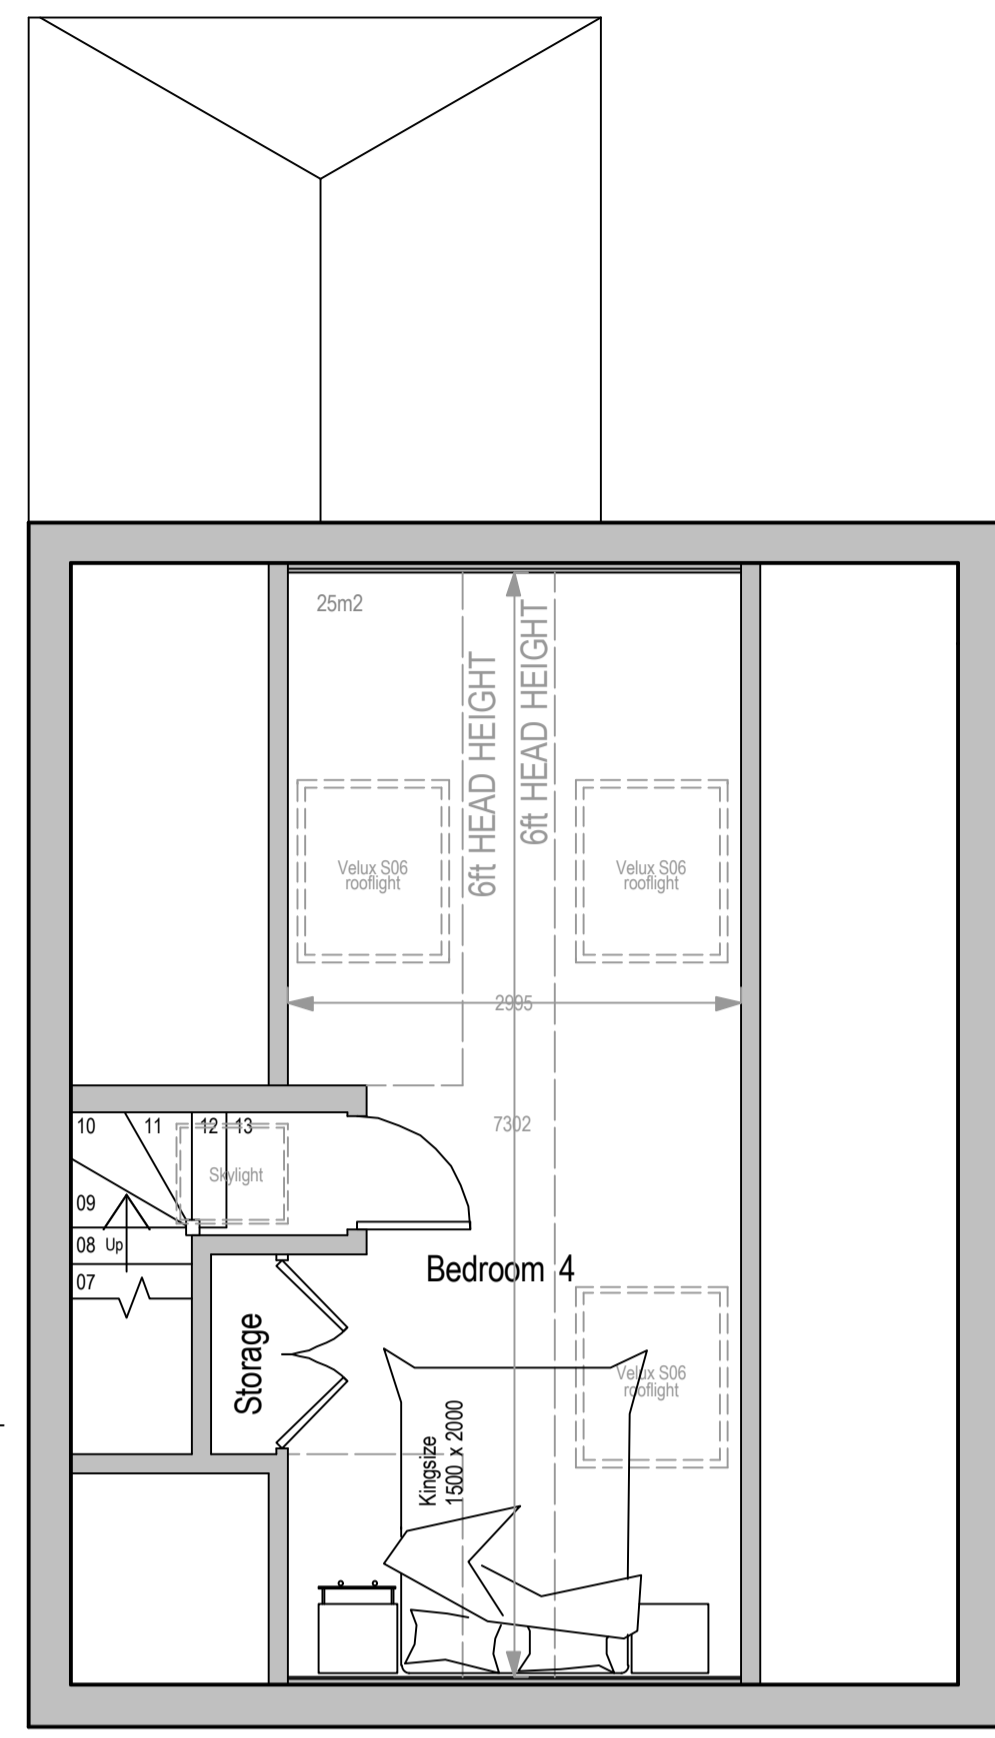 25m2
6ft HEAD HEIGHT
6ft HEAD HEIGHT
Velux S06
rooflight
Velux S06
rooflight
2995
7302
10
11
12
13
Skylight
09
08
Up
07
Bedroom 4
Storage
Velux S06
rooflight
Kingsize
1500 x 2000